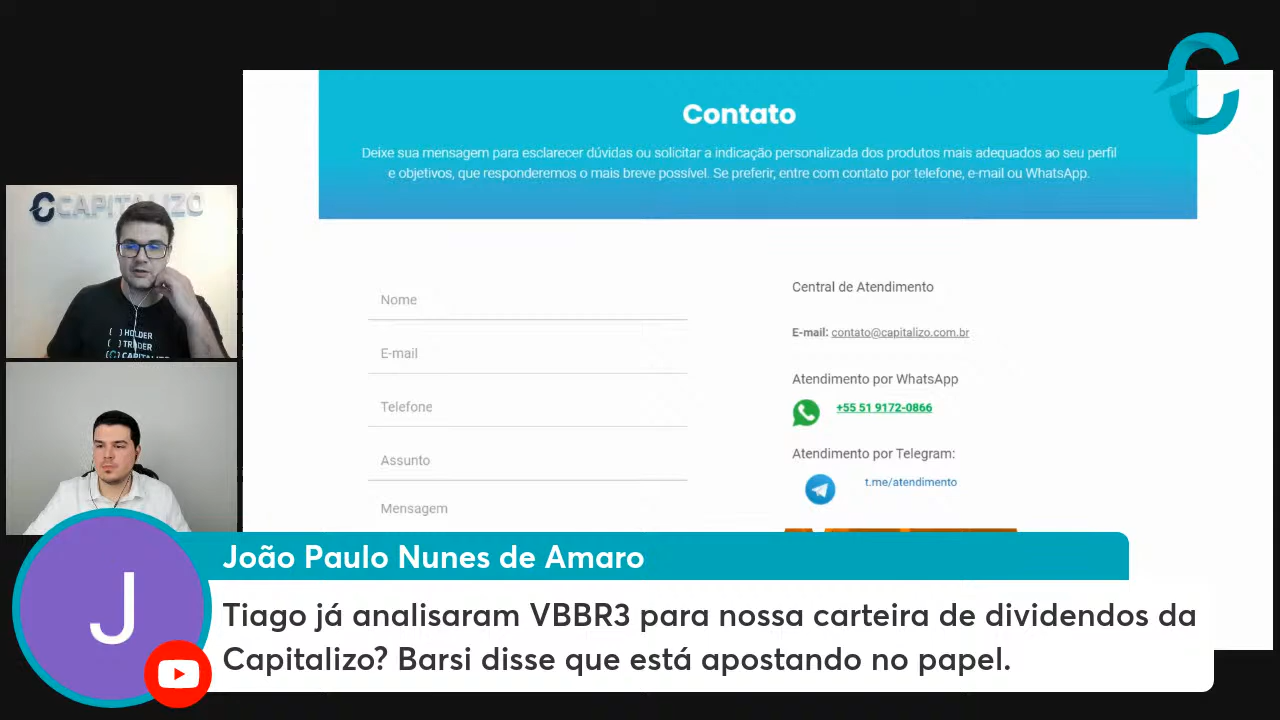 Contato
Deixe sua mensagem para esclarecer dúvidas ou solicitar a indicação personalizada dos produtos mais adequados ao seu perfil
e objetivos, que responderemos o mais breve possível. Se preferir, entre com contato por telefone, e-mail ou WhatsApp.
CAPITALIZO
( ) HOLDER
( ) TRADER
(C) CAPITALIZO
Nome
E-mail
Telefone
Assunto
Mensagem
Central de Atendimento
E-mail: contato@capitalizo.com.br
Atendimento por WhatsApp
+55 51 9172-0866
Atendimento por Telegram:
t.me/atendimento
J
João Paulo Nunes de Amaro
Tiago já analisaram VBBR3 para nossa carteira de dividendos da
Capitalizo? Barsi disse que está apostando no papel.